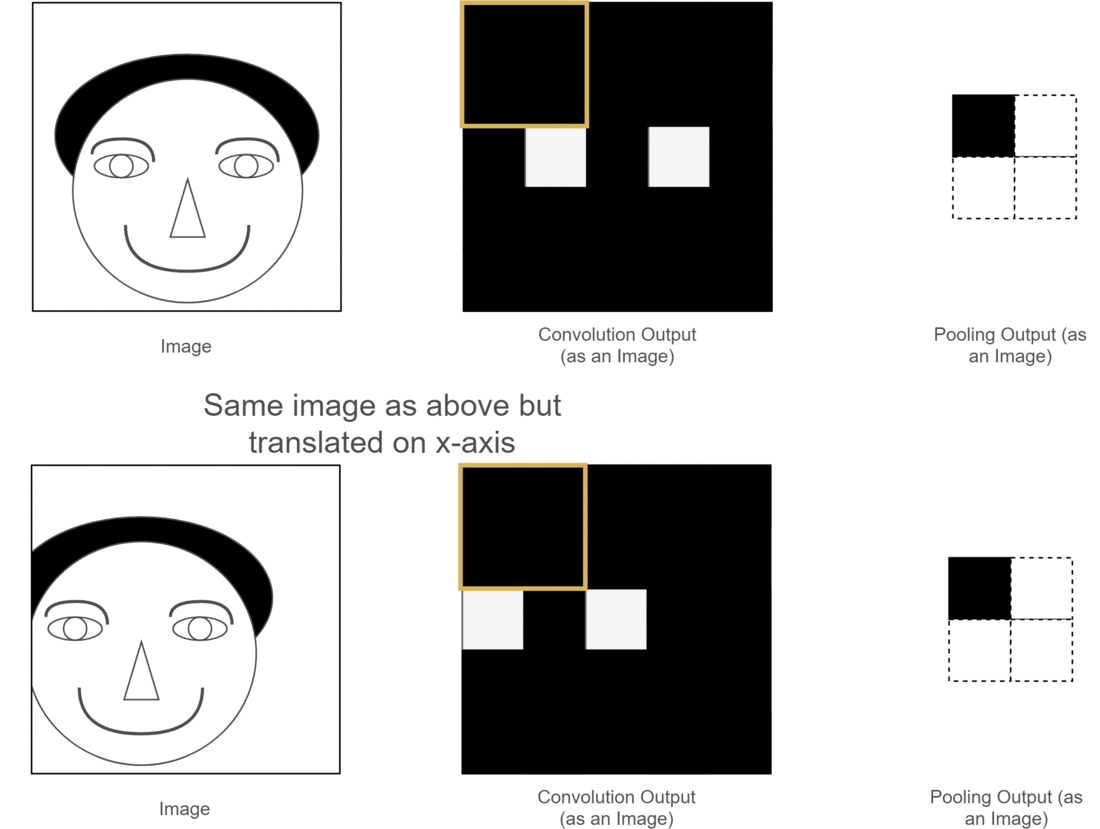 Image
Convolution Output
(as an Image)
Pooling Output (as
an Image)
Same image as above but
translated on x-axis
Image
Convolution Output
(as an Image)
Pooling Output (as
an Image)